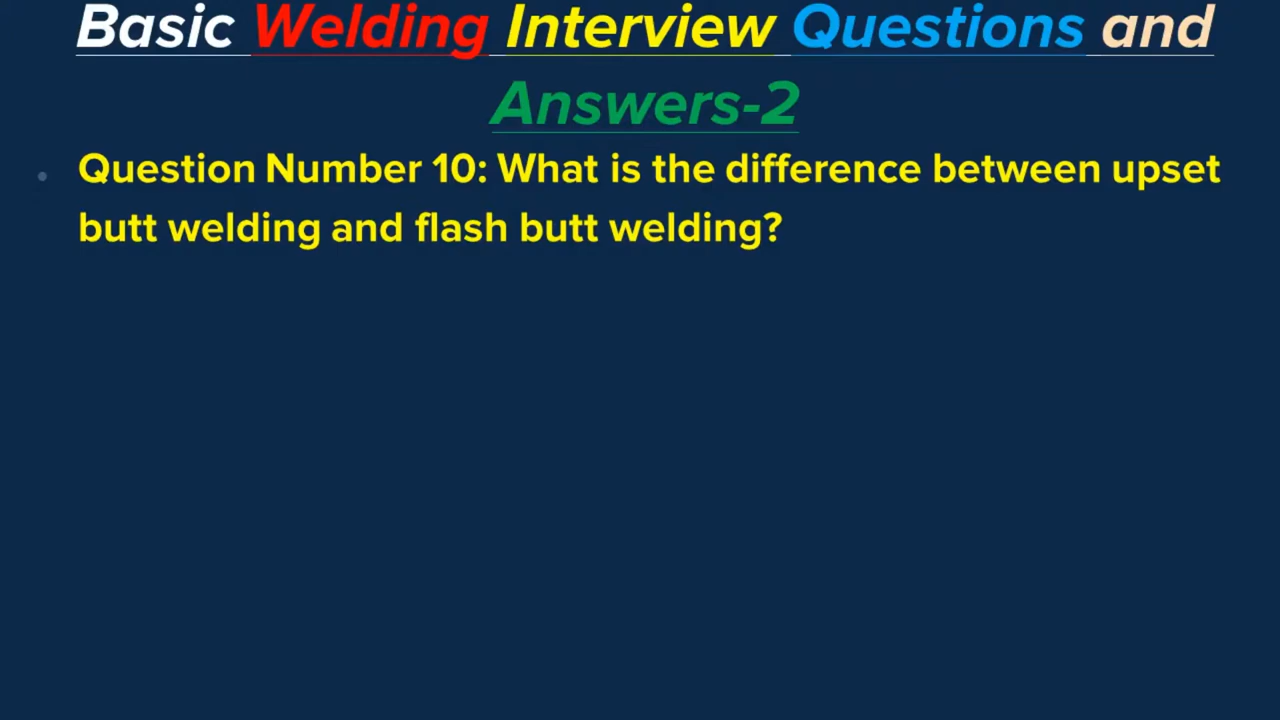 Basic Welding Interview Questions and
Answers-2
Question Number 10: What is the difference between upset
butt welding and flash butt welding?